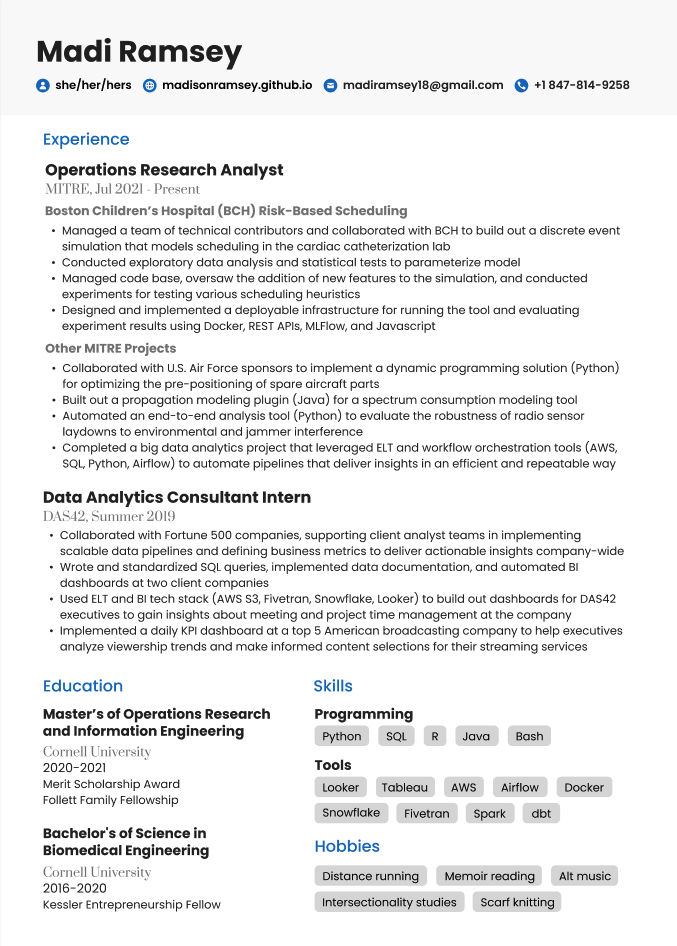 Madi Ramsey
she/her/hers madisonramsey.github.io madiramsey18@gmail.com +1 847-814-9258
Experience
Operations Research Analyst
MITRE, Jul 2021 - Present
Boston Children's Hospital (BCH) Risk-Based Scheduling
• Managed a team of technical contributors and collaborated with BCH to build out a discrete event
simulation that models scheduling in the cardiac catheterization lab
• Conducted exploratory data analysis and statistical tests to parameterize model
• Managed code base, oversaw the addition of new features to the simulation, and conducted
experiments for testing various scheduling heuristics
• Designed and implemented a deployable infrastructure for running the tool and evaluating
experiment results using Docker, REST APIs, MLFlow, and Javascript
Other MITRE Projects
• Collaborated with U.S. Air Force sponsors to implement a dynamic programming solution (Python)
for optimizing the pre-positioning of spare aircraft parts
• Built out a propagation modeling plugin (Java) for a spectrum consumption modeling tool
• Automated an end-to-end analysis tool (Python) to evaluate the robustness of radio sensor
laydowns to environmental and jammer interference
• Completed a big data analytics project that leveraged ELT and workflow orchestration tools (AWS,
SQL, Python, Airflow) to automate pipelines that deliver insights in an efficient and repeatable way
Data Analytics Consultant Intern
DAS42, Summer 2019
• Collaborated with Fortune 500 companies, supporting client analyst teams in implementing
scalable data pipelines and defining business metrics to deliver actionable insights company-wide
• Wrote and standardized SQL queries, implemented data documentation, and automated BI
dashboards at two client companies
• Used ELT and BI tech stack (AWS S3, Fivetran, Snowflake, Looker) to build out dashboards for DAS42
executives to gain insights about meeting and project time management at the company
• Implemented a daily KPI dashboard at a top 5 American broadcasting company to help executives
analyze viewership trends and make informed content selections for their streaming services
Education
Master's of Operations Research
and Information Engineering
Cornell University
2020-2021
Merit Scholarship Award
Follett Family Fellowship
Bachelor's of Science in
Biomedical Engineering
Cornell University
2016-2020
Kessler Entrepreneurship Fellow
Skills
Programming
Python SQL R Java Bash
Tools
Looker Tableau AWS Airflow Docker
Snowflake Fivetran Spark dbt
Hobbies
Distance running Memoir reading Alt music
Intersectionality studies Scarf knitting